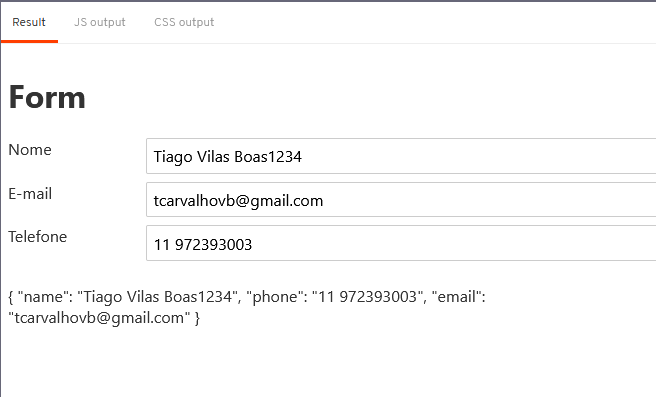 Result JS output CSS output
Form
Nome Tiago Vilas Boas1234
E-mail tcarvalhovb@gmail.com
Telefone 11 972393003
{ "name": "Tiago Vilas Boas1234", "phone": "11 972393003", "email":
"tcarvalhovb@gmail.com" }